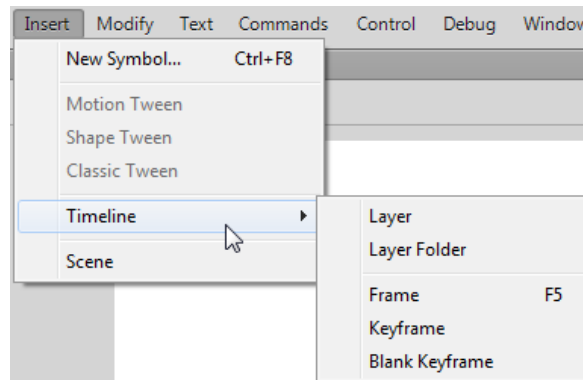 Insert Modify Text Commands Control Debug Window
New Symbol... Ctrl+F8
Motion Tween
Shape Tween
Classic Tween
Timeline
Scene
Layer
Layer Folder
Frame F5
Keyframe
Blank Keyframe